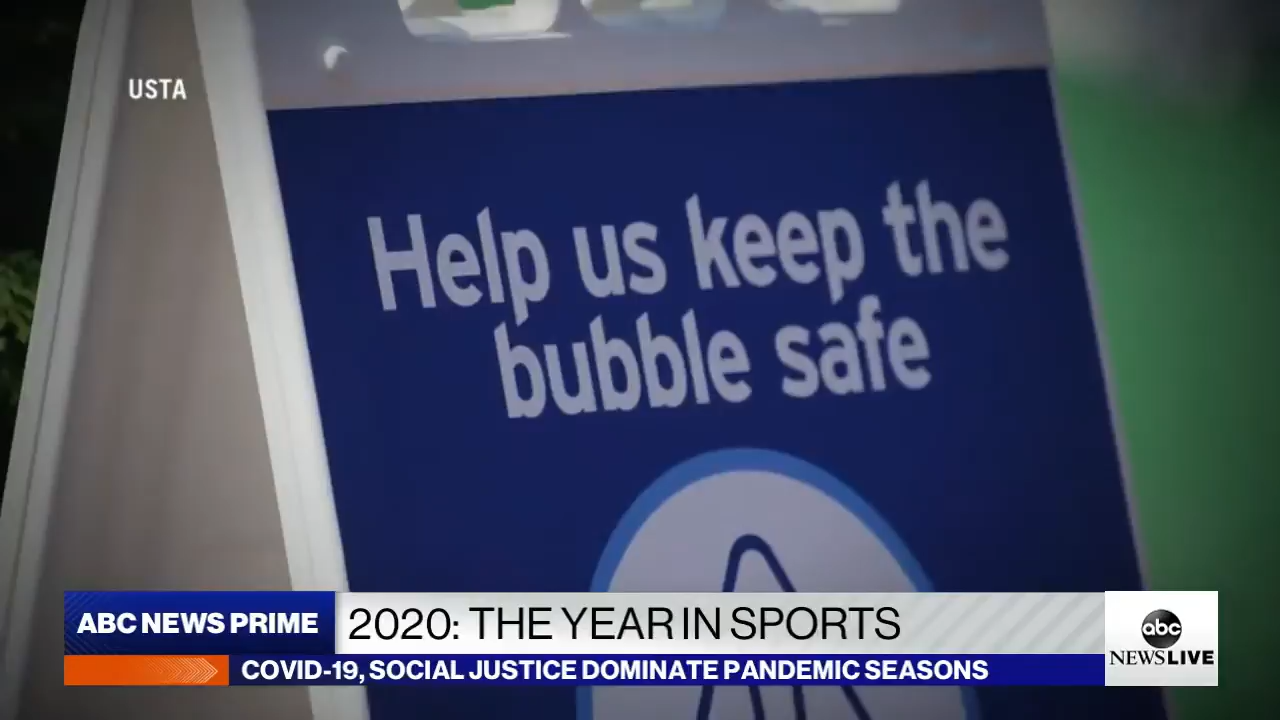 USTA
Help us keep the
bubble safe
ABC NEWS PRIME
2020: THE YEAR IN SPORTS
COVID-19, SOCIAL JUSTICE DOMINATE PANDEMIC SEASONS
abc
NEWS LIVE